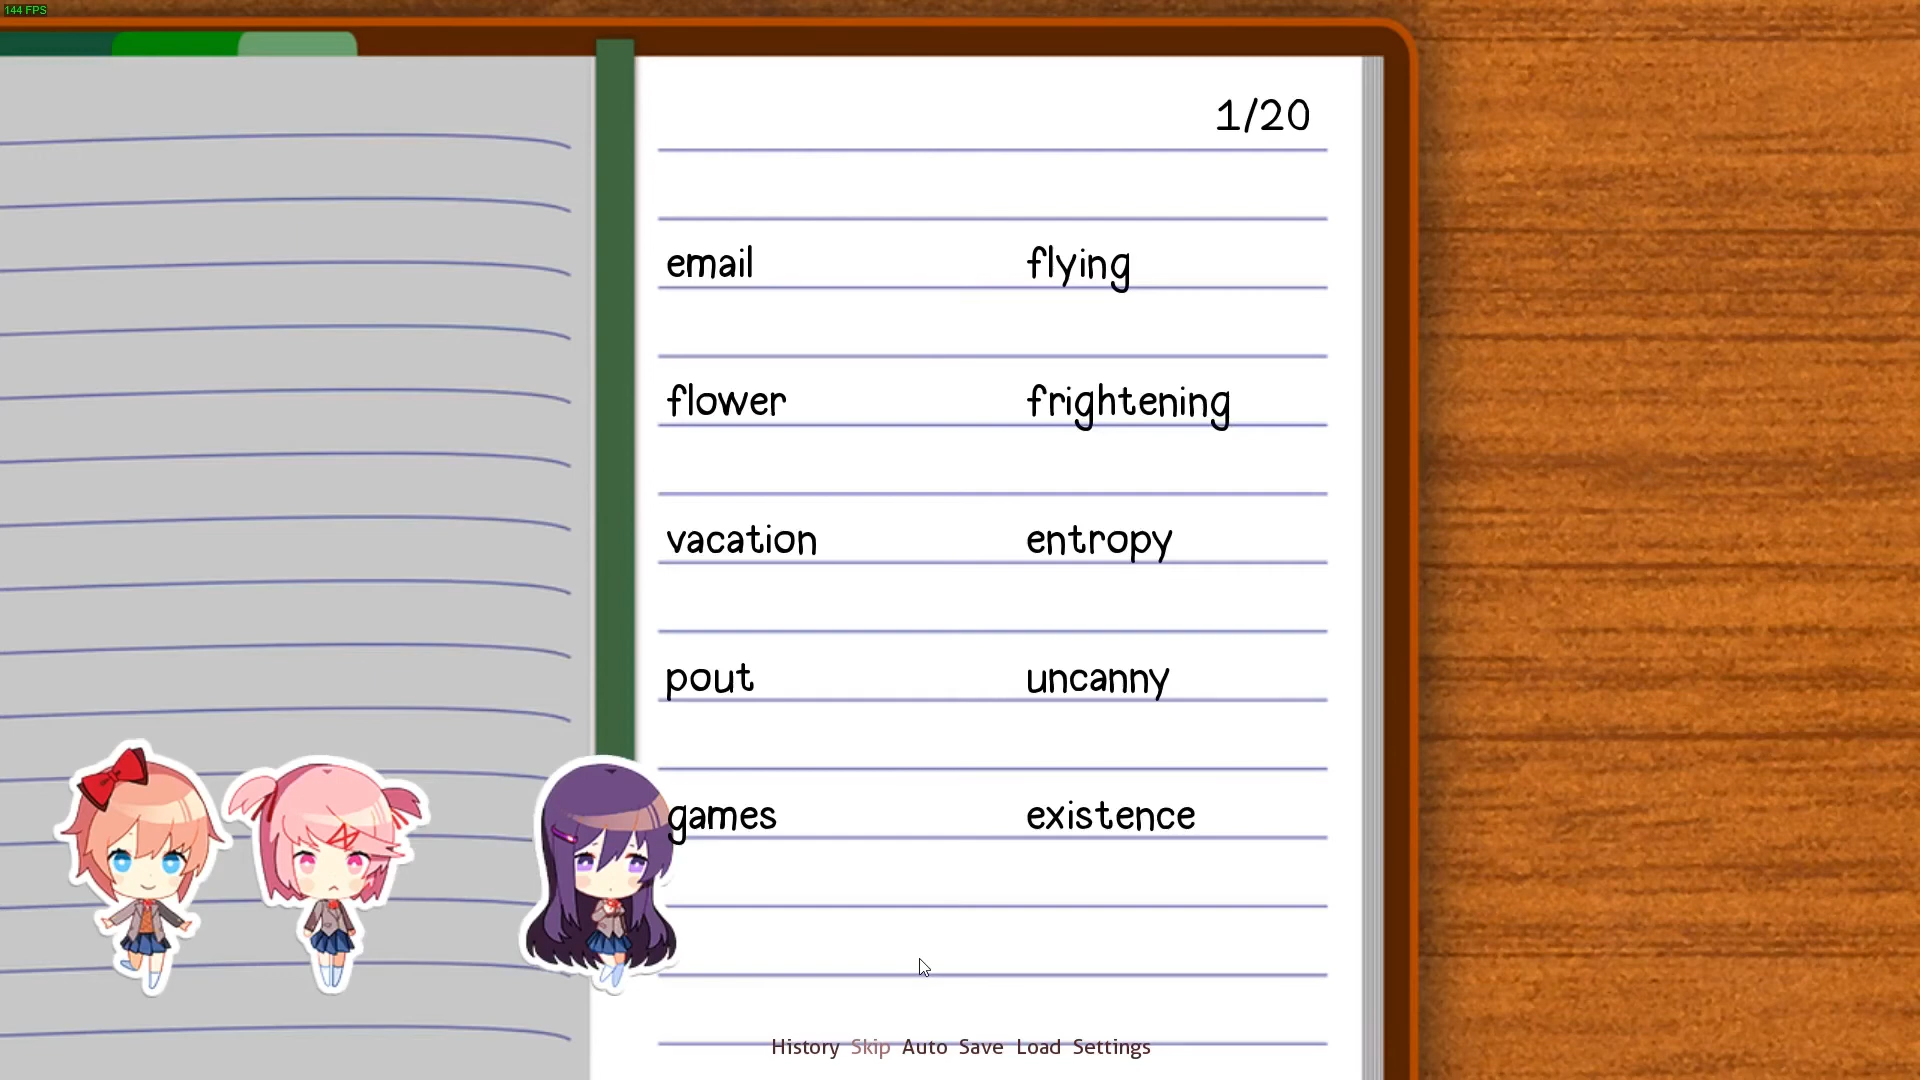 144 FPS
1/20
email flying
flower frightening
vacation entropy
pout uncanny
games existence
History Skip Auto Save Load Settings